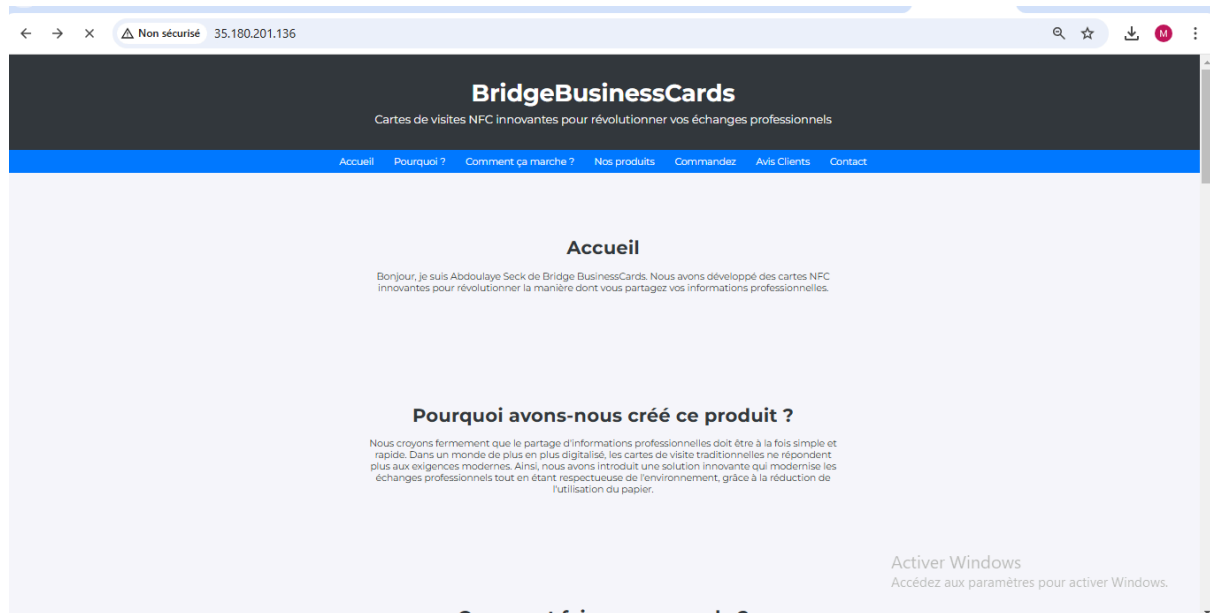 Non sécurisé 35.180.201.136
M
BridgeBusinessCards
Cartes de visites NFC innovantes pour révolutionner vos échanges professionnels
Accueil Pourquoi ? Comment ça marche ? Nos produits Commandez Avis Clients Contact
Accueil
Bonjour, je suis Abdoulaye Seck de Bridge BusinessCards. Nous avons développé des cartes NFC
innovantes pour révolutionner la manière dont vous partagez vos informations professionnelles.
Pourquoi avons-nous créé ce produit ?
Nous croyons fermement que le partage d'informations professionnelles doit être à la fois simple et
rapide. Dans un monde de plus en plus digitalisé, les cartes de visite traditionnelles ne répondent
plus aux exigences modernes. Ainsi, nous avons introduit une solution innovante qui modernise les
échanges professionnels tout en étant respectueuse de l'environnement, grâce à la réduction de
l'utilisation du papier.
Activer Windows
Accédez aux paramètres pour activer Windows.